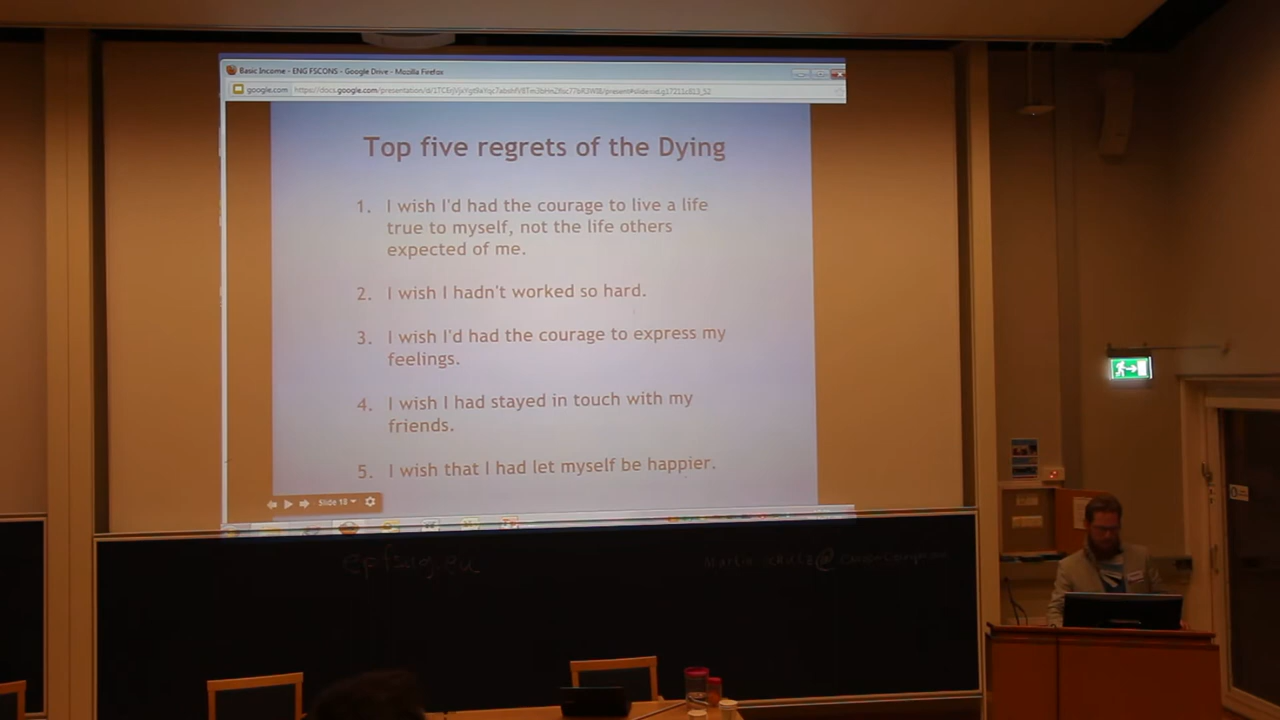 Basic Income - ENG FSCONS - Google Drive - Mozilla Firefox
google.com
Top five regrets of the Dying
1. I wish I'd had the courage to live a life
true to myself, not the life others
expected of me.
2. I wish I hadn't worked so hard.
3. I wish I'd had the courage to express my
feelings.
4. I wish I had stayed in touch with my
friends.
5. I wish that I had let myself be happier.
Slide 18